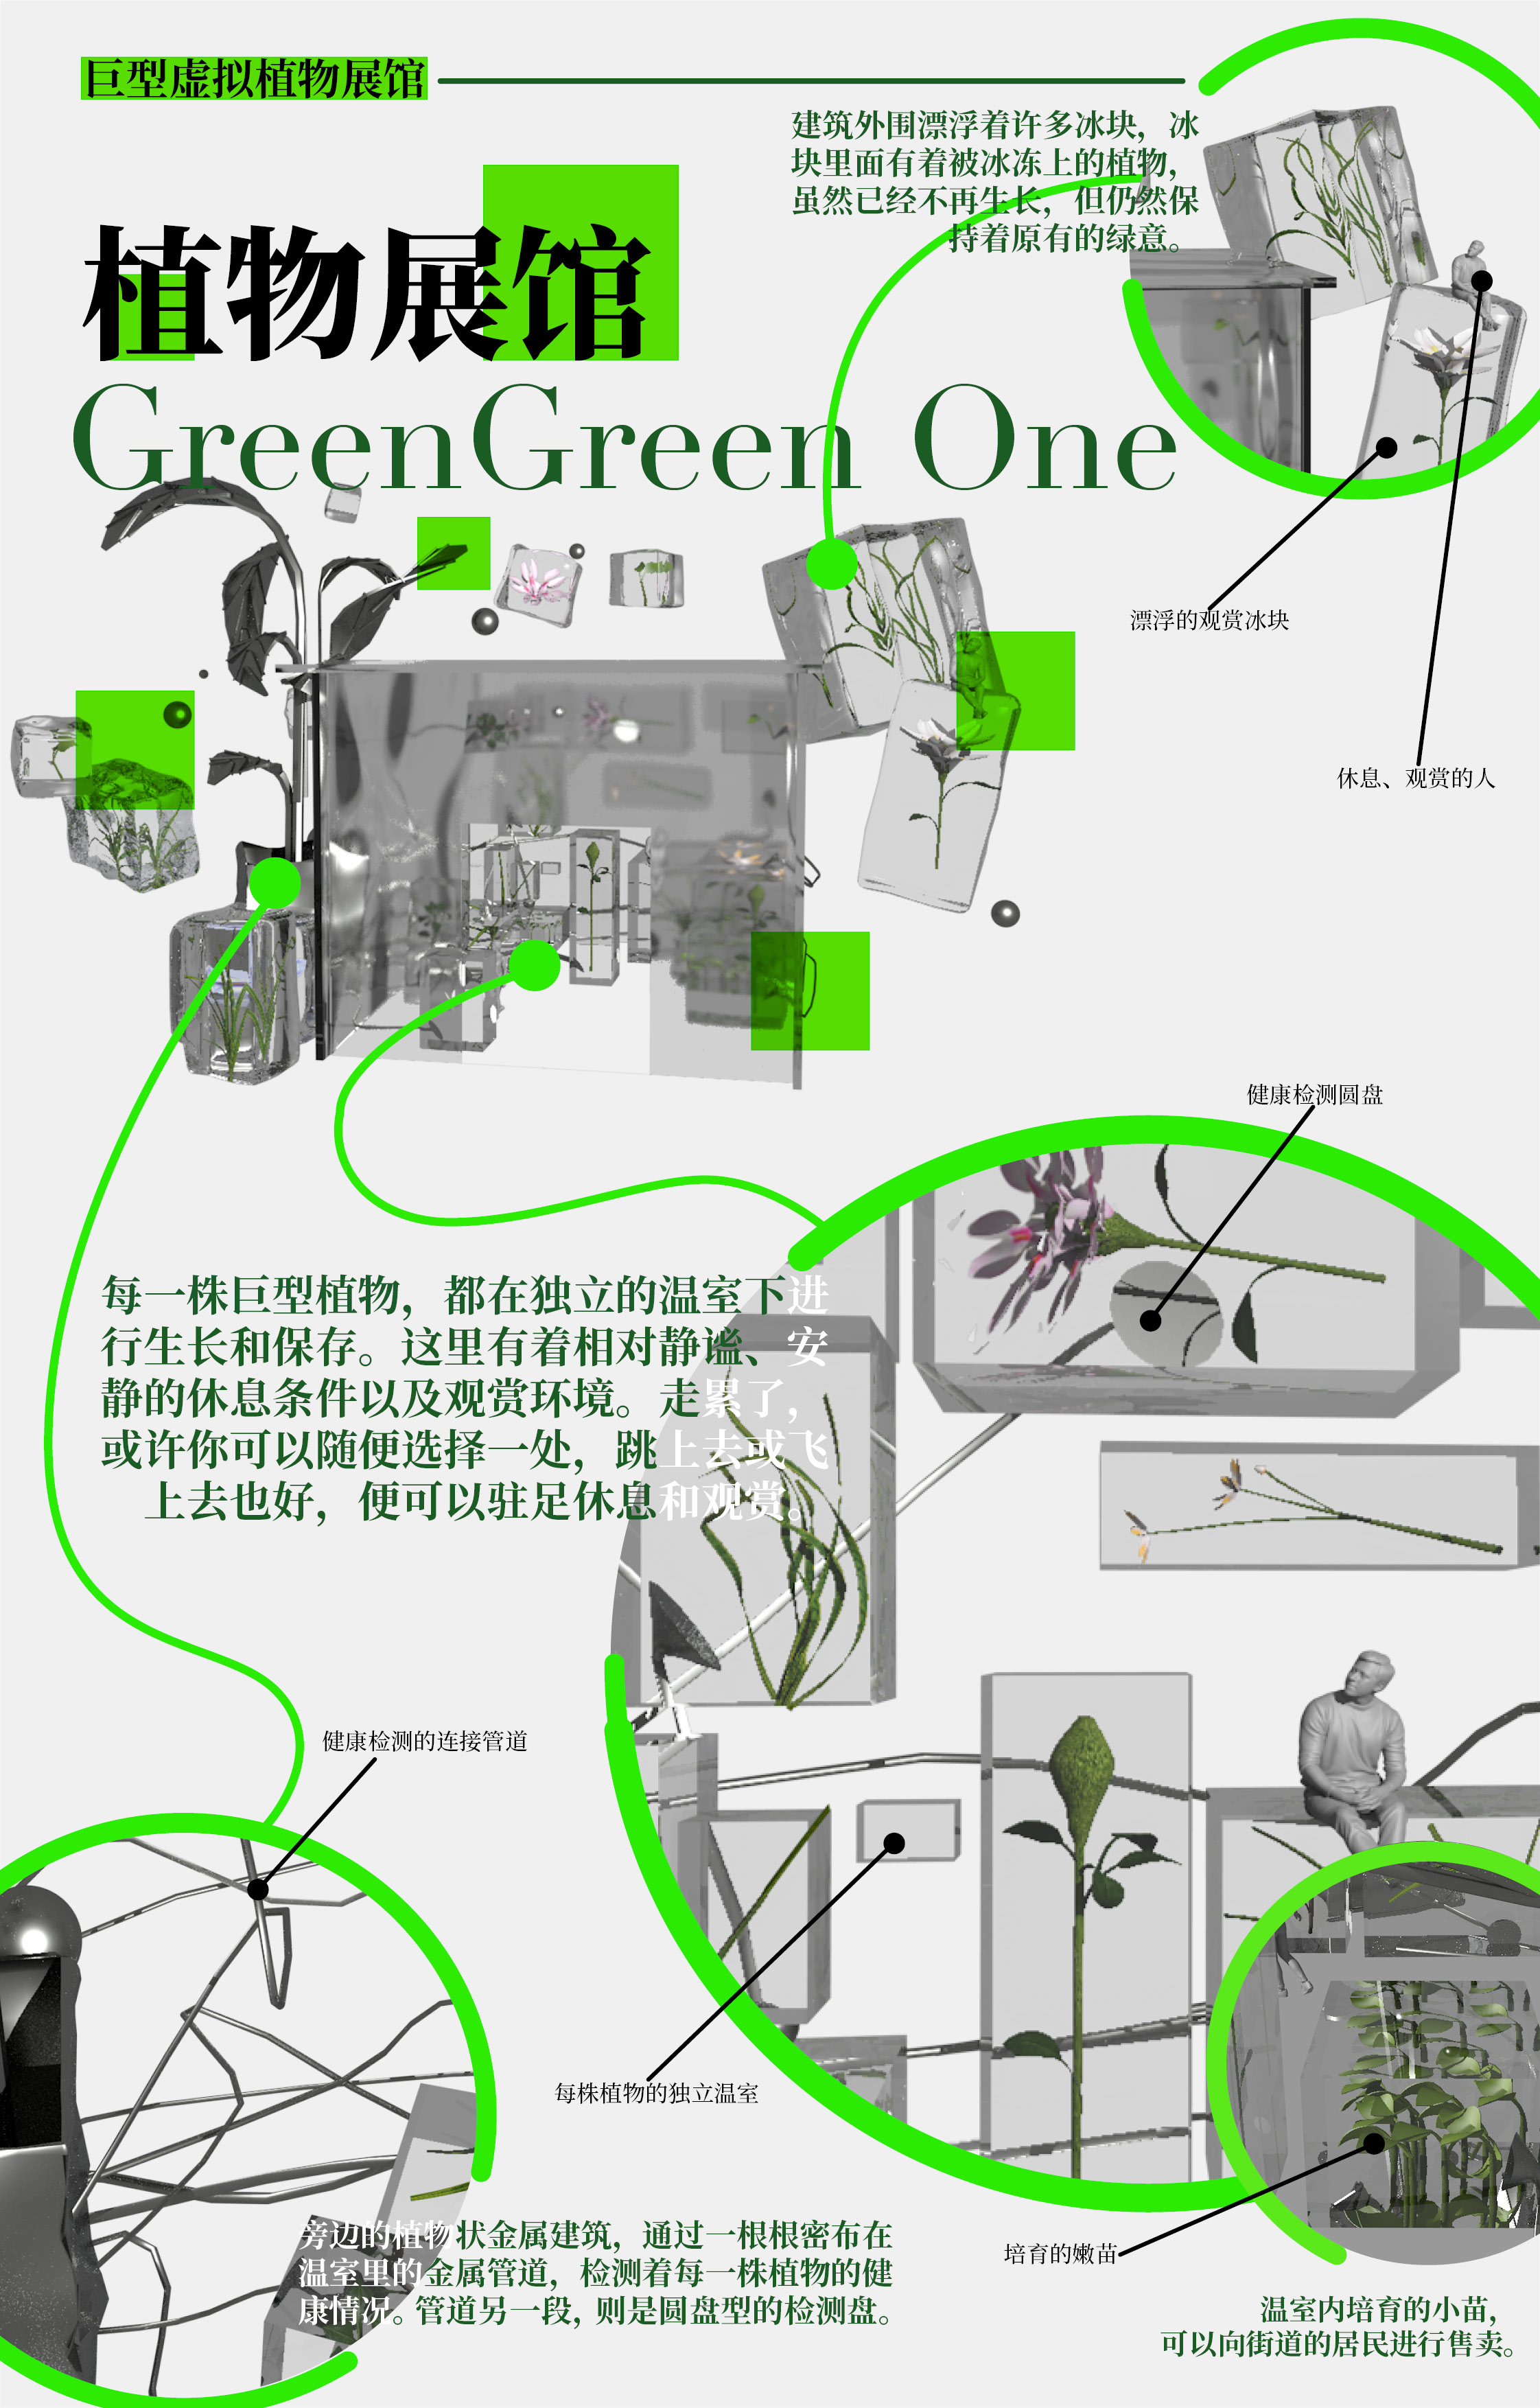 巨型虚拟植物展馆
建筑外围漂浮着许多冰块，冰
块里面有着被冰冻上的植物，
虽然已经不再生长，但仍然保
持着原有的绿意。
植物展馆
GreenGreen One
漂浮的观赏冰块
休息、观赏的人
健康检测圆盘
每一株巨型植物，都在独立的温室下进
行生长和保存。这里有着相对静谧、安
静的休息条件以及观赏环境。走累了，
或许你可以随便选择一处，跳上去或飞
上去也好，便可以驻足休息和观赏。
健康检测的连接管道
每株植物的独立温室
旁边的植物状金属建筑，通过一根根密布在
温室里的金属管道，检测着每一株植物的健
康情况。管道另一段，则是圆盘型的检测盘。
培育的嫩苗
温室内培育的小苗，
可以向街道的居民进行售卖。